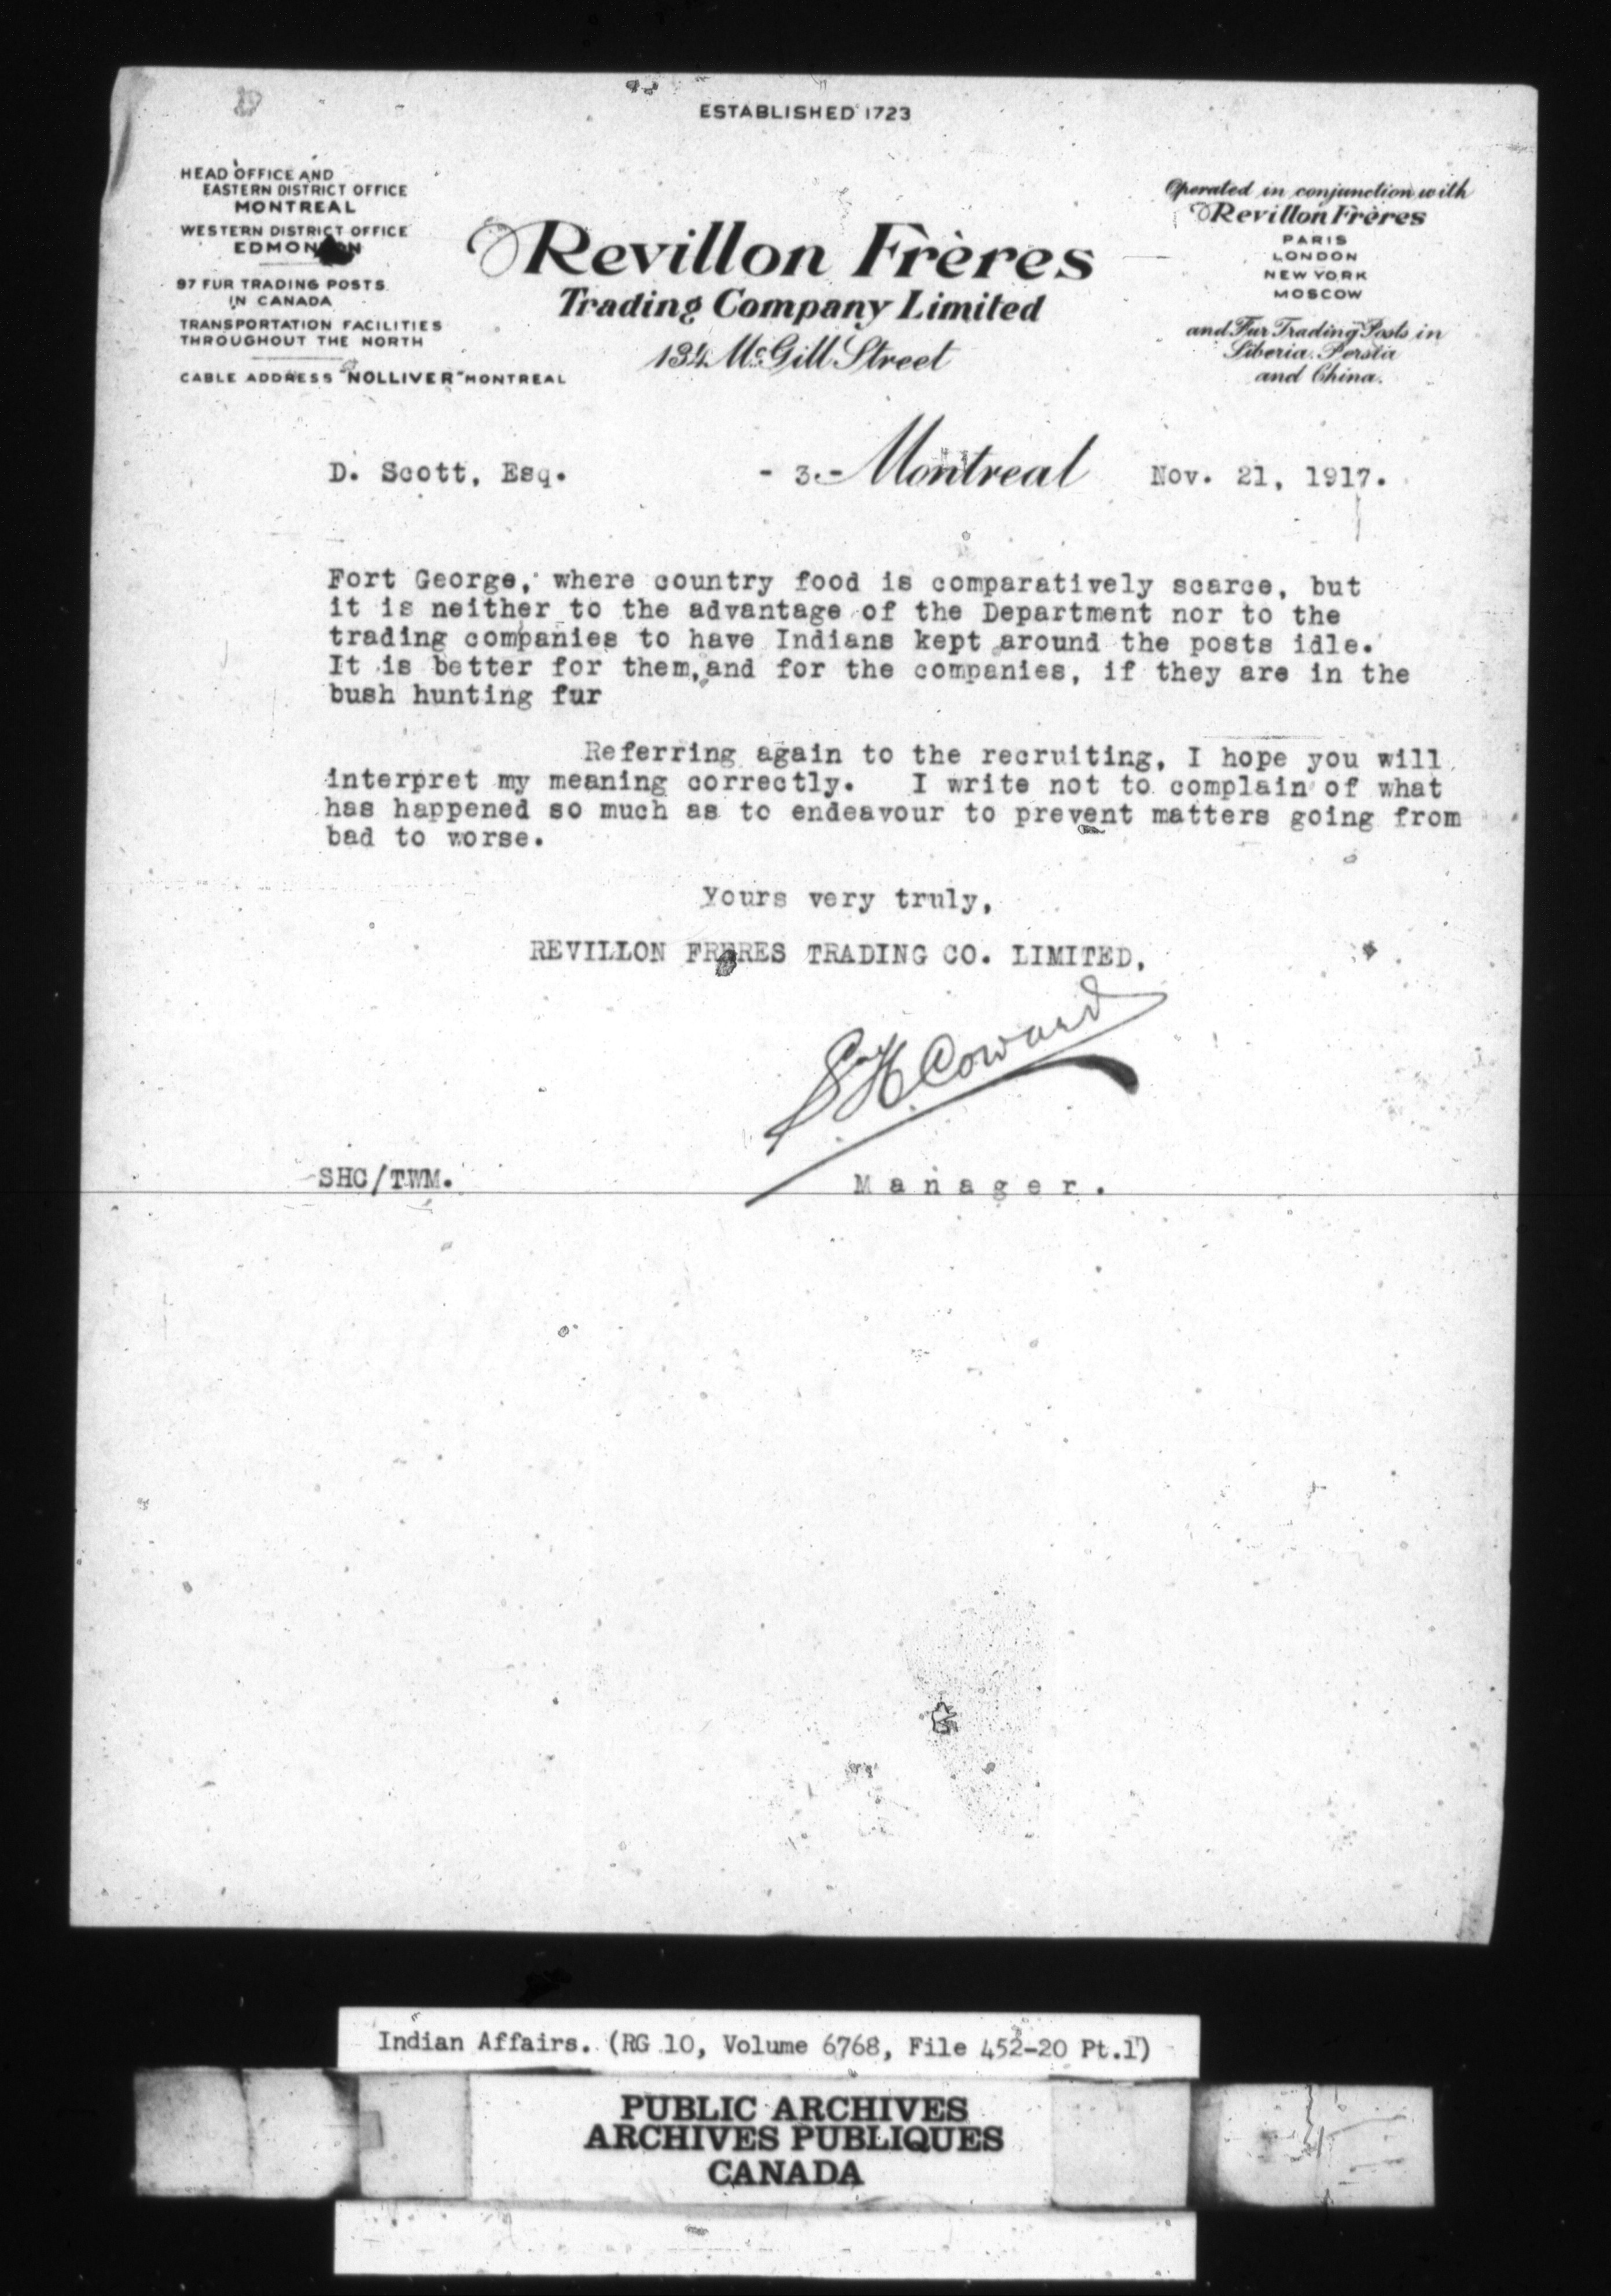 ESTABLISHED 1723
HEAD OFFICE AND
EASTERN DISTRICT OFFICE
MONTREAL
WESTERN DISTRICT OFFICE
EDMONTON
97 FUR TRADING POSTS
IN CANADA
TRANSPORTATION FACILITIES
THROUGHOUT THE NORTH
CABLE ADDRESS "NOLLIVER" MONTREAL
Revillon Frères
Trading Company Limited
134 McGill Street
Operated in conjunction with
Revillon Frères
PARIS
LONDON
NEW YORK
MOSCOW
and Fur Trading Posts in
Siberia. Persia
and China.
D. Scott, Esq. - 3.- Montreal Nov. 21, 1917.
Fort George, where country food is comparatively scarce, but
it is neither to the advantage of the Department nor to the
trading companies to have Indians kept around the posts idle.
It is better for them, and for the companies, if they are in the
bush hunting fur
Referring again to the recruiting, I hope you will
interpret my meaning correctly. I write not to complain of what
has happened so much as to endeavour to prevent matters going from
bad to worse.
Yours very truly,
REVILLON FRERES TRADING CO. LIMITED,
S H Coward
SHC/TWM. Manager.
Indian Affairs. (RG 10, Volume 6768, File 452-20 Pt.1)
PUBLIC ARCHIVES
ARCHIVES PUBLIQUES
CANADA